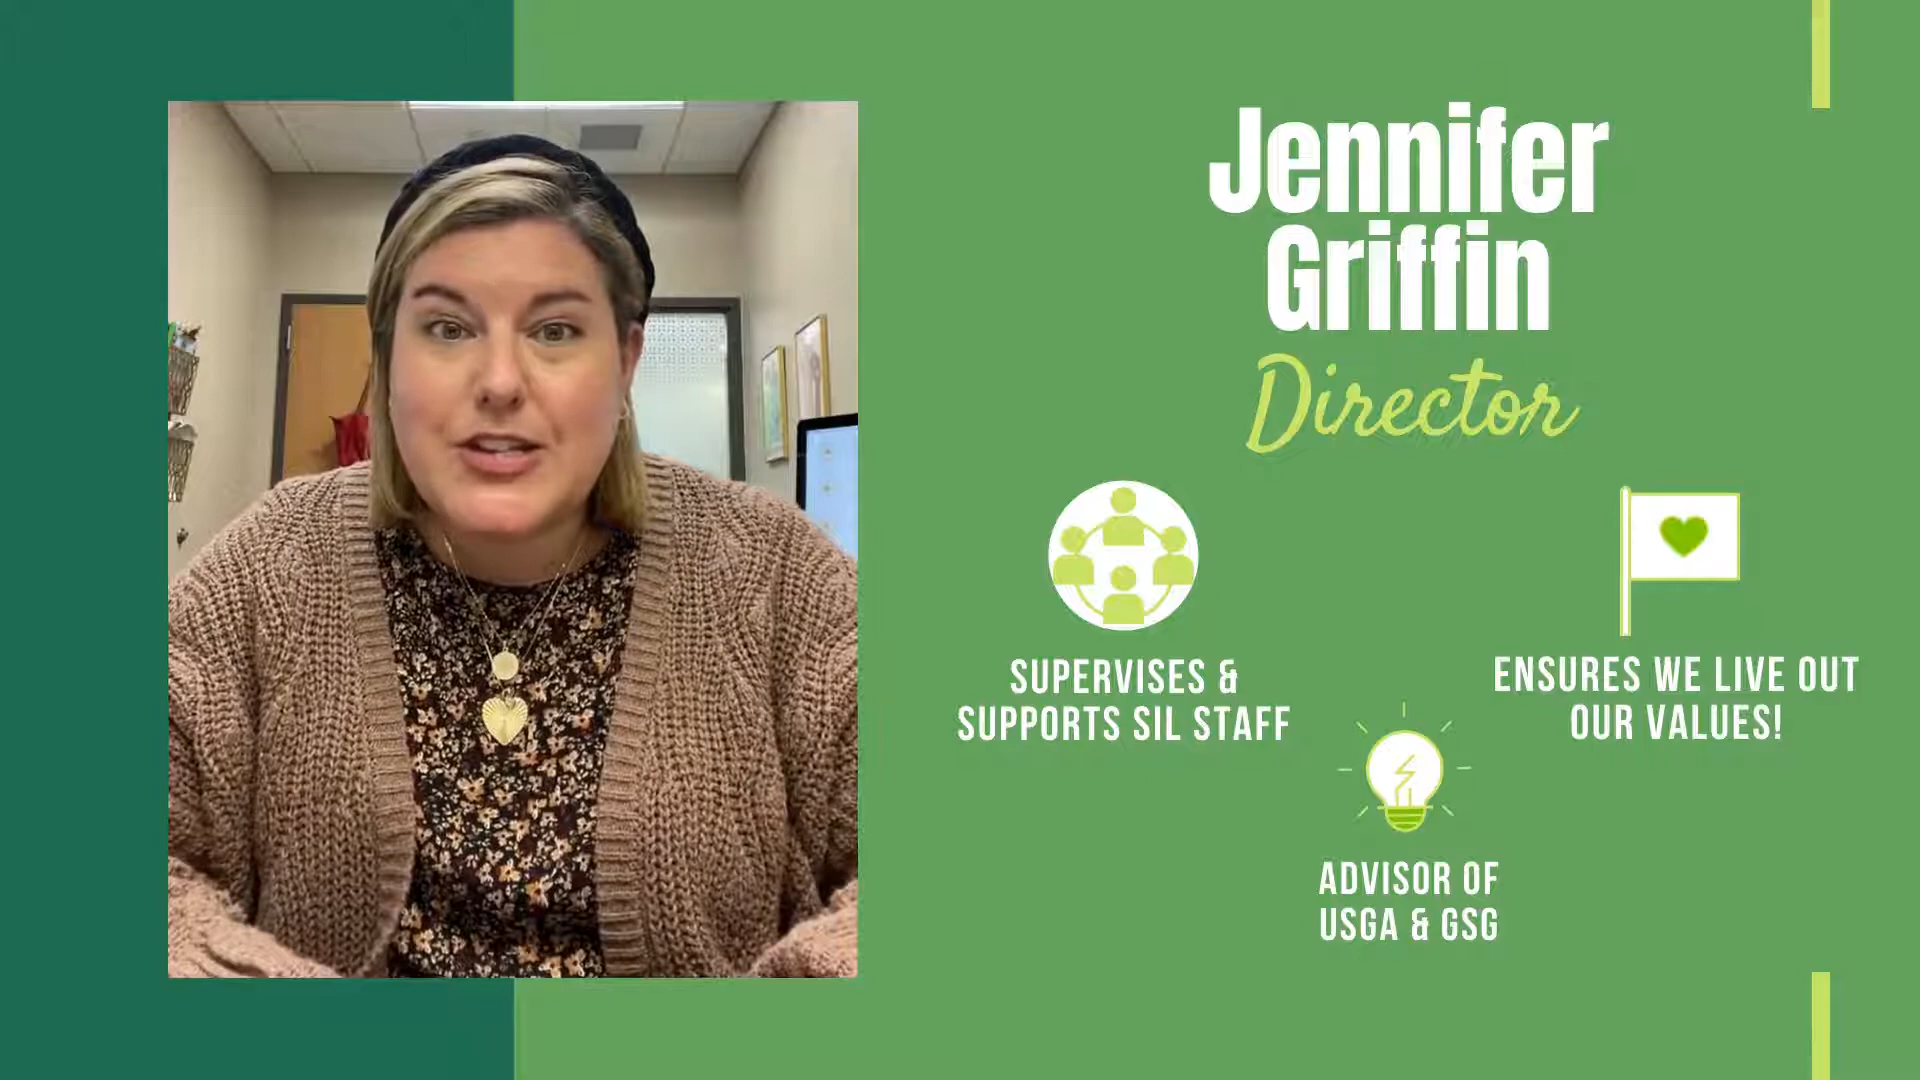 Jennifer
Griffin
Director
SUPERVISES &
SUPPORTS SIL STAFF
ENSURES WE LIVE OUT
OUR VALUES!
ADVISOR OF
USGA & GSG